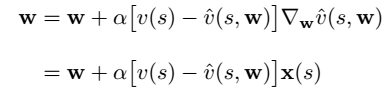 w = w + α[v(s) − v̂(s, w)]∇_w v̂(s, w)
= w + α[v(s) − v̂(s, w)]x(s)